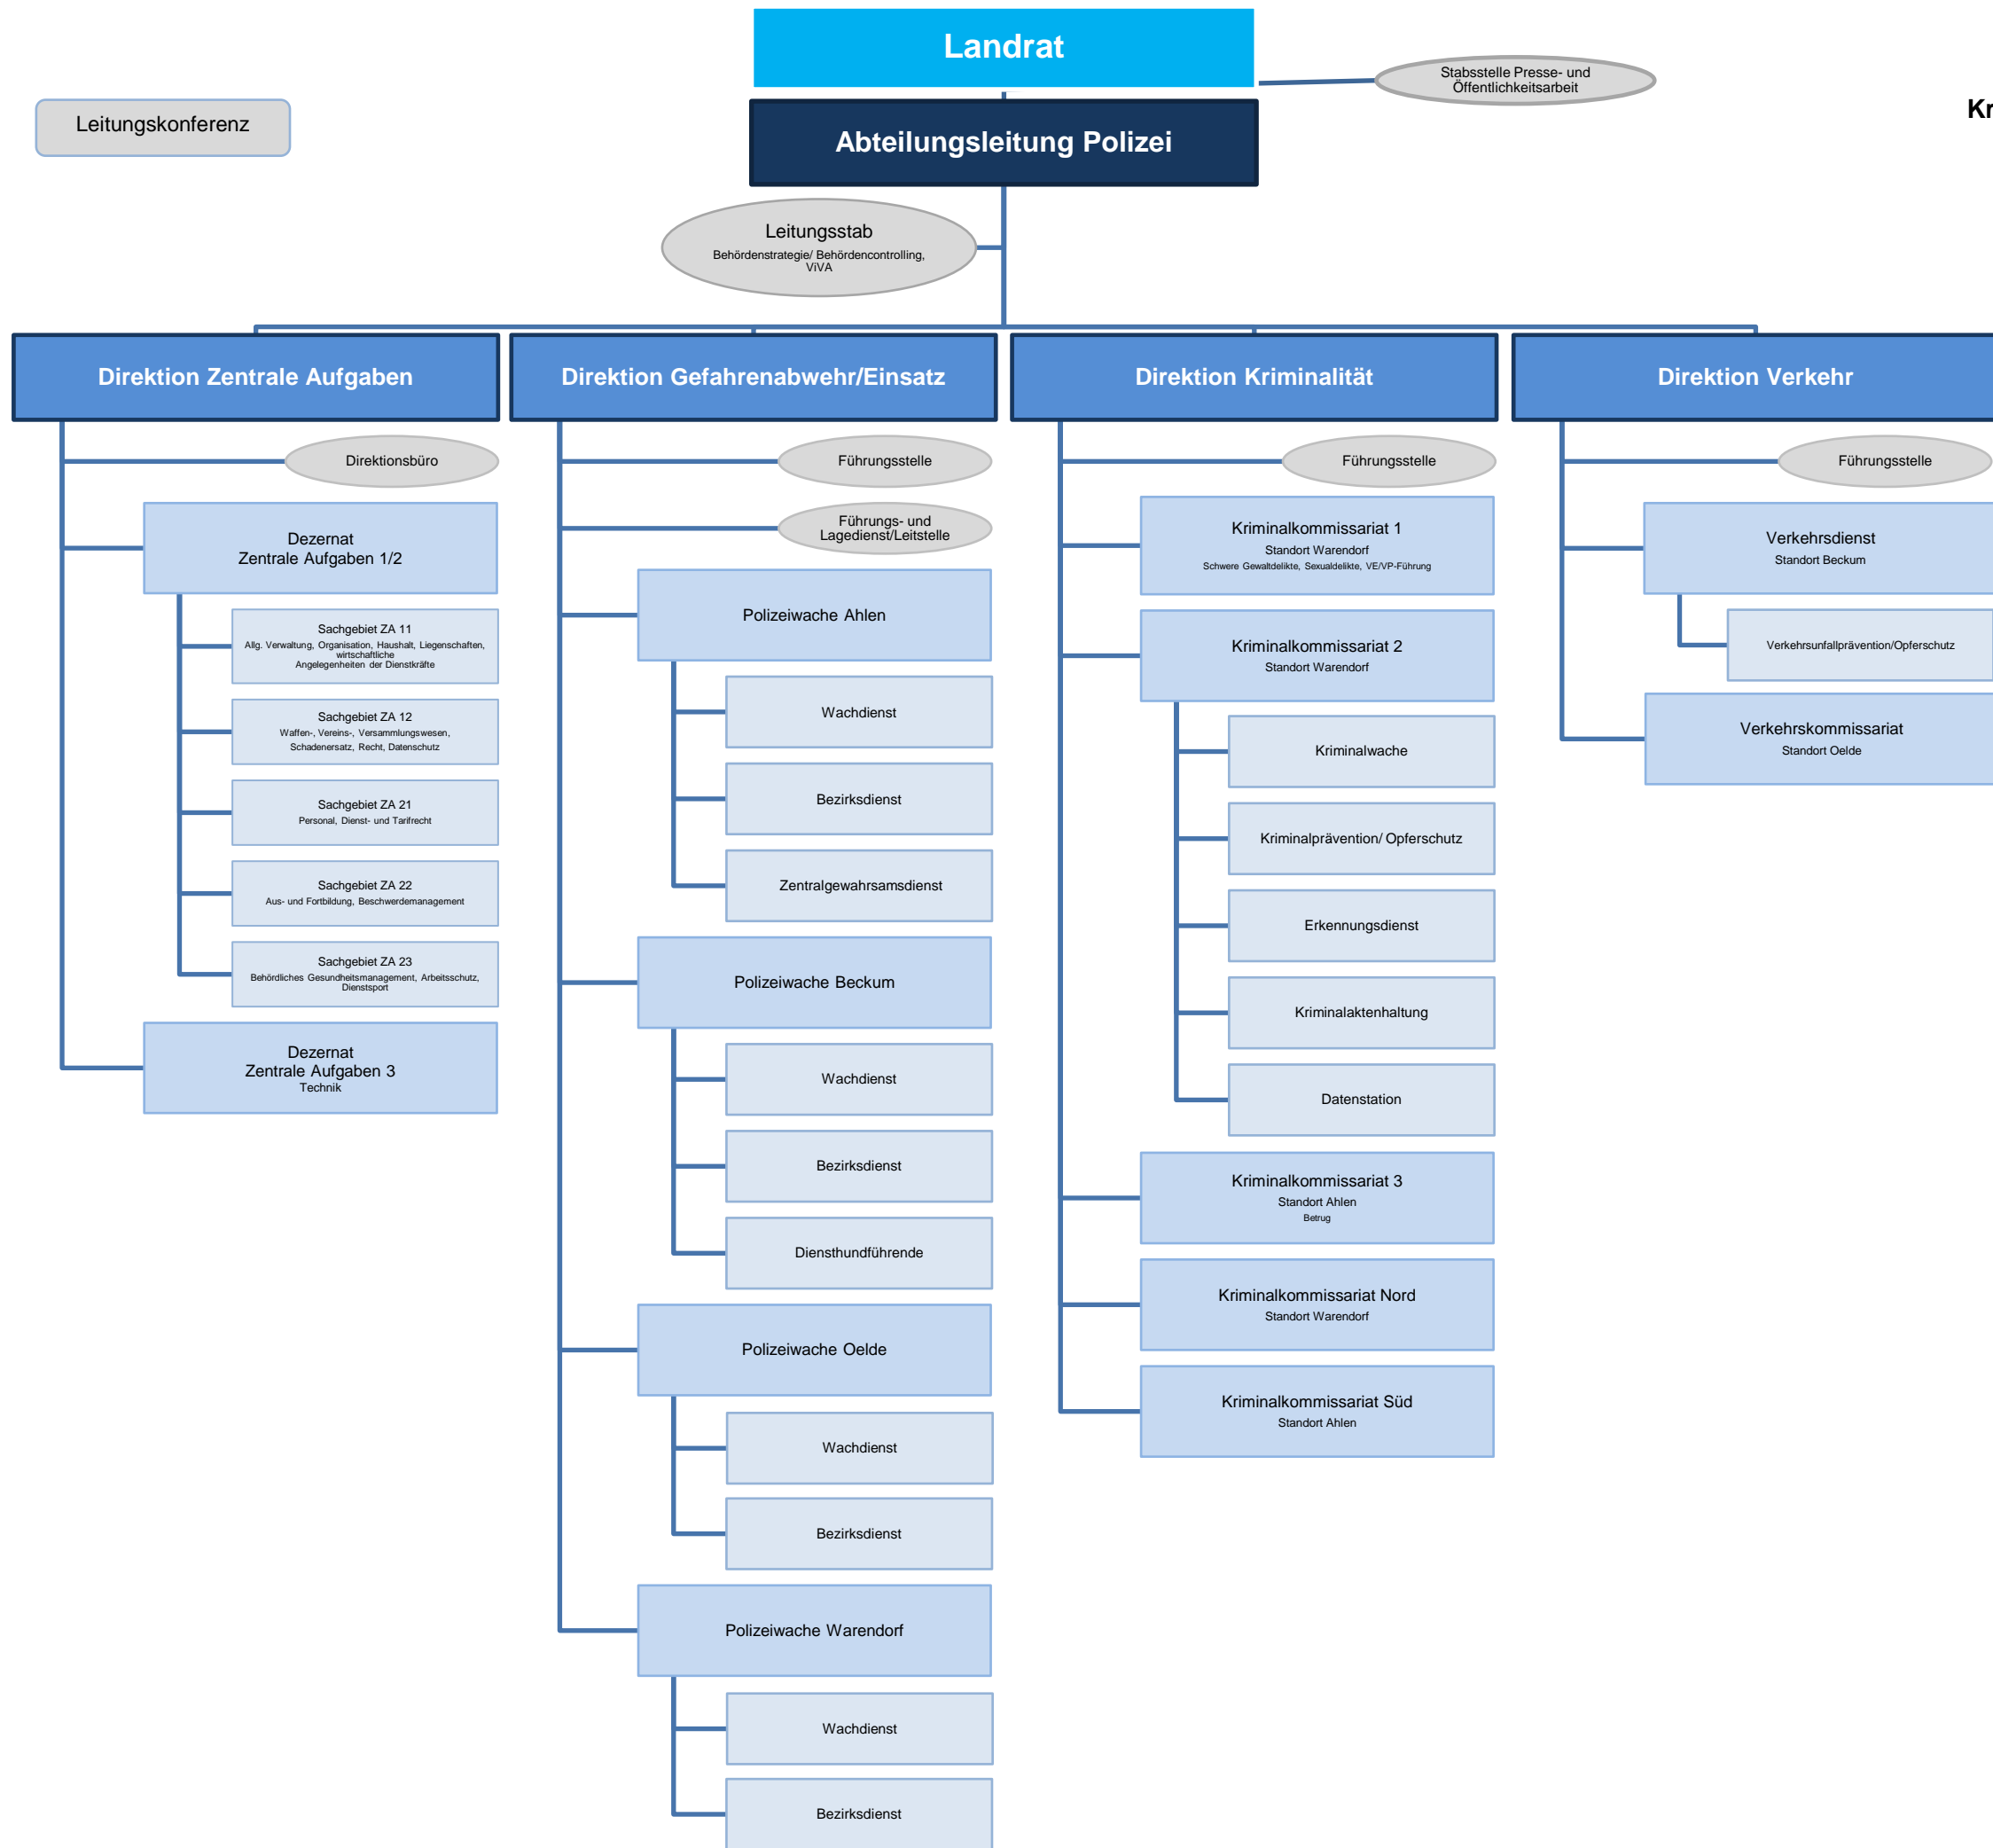 Landrat
Stabsstelle Presse- und
Öffentlichkeitsarbeit
Leitungskonferenz
Kr
Abteilungsleitung Polizei
Leitungsstab
Behördenstrategie/ Behördencontrolling,
ViVA
Direktion Zentrale Aufgaben
Direktionsbüro
Dezernat
Zentrale Aufgaben 1/2
Sachgebiet ZA 11
Allg. Verwaltung, Organisation, Haushalt, Liegenschaften,
wirtschaftliche
Angelegenheiten der Dienstkräfte
Sachgebiet ZA 12
Waffen-, Vereins-, Versammlungswesen,
Schadenersatz, Recht, Datenschutz
Sachgebiet ZA 21
Personal, Dienst- und Tarifrecht
Sachgebiet ZA 22
Aus- und Fortbildung, Beschwerdemanagement
Sachgebiet ZA 23
Behördliches Gesundheitsmanagement, Arbeitsschutz,
Dienstsport
Dezernat
Zentrale Aufgaben 3
Technik
Direktion Gefahrenabwehr/Einsatz
Führungsstelle
Führungs- und
Lagedienst/Leitstelle
Polizeiwache Ahlen
Wachdienst
Bezirksdienst
Zentralgewahrsamsdienst
Polizeiwache Beckum
Wachdienst
Bezirksdienst
Diensthundführende
Polizeiwache Oelde
Wachdienst
Bezirksdienst
Polizeiwache Warendorf
Wachdienst
Bezirksdienst
Direktion Kriminalität
Führungsstelle
Kriminalkommissariat 1
Standort Warendorf
Schwere Gewaltdelikte, Sexualdelikte, VE/VP-Führung
Kriminalkommissariat 2
Standort Warendorf
Kriminalwache
Kriminalprävention/ Opferschutz
Erkennungsdienst
Kriminalaktenhaltung
Datenstation
Kriminalkommissariat 3
Standort Ahlen
Betrug
Kriminalkommissariat Nord
Standort Warendorf
Kriminalkommissariat Süd
Standort Ahlen
Direktion Verkehr
Führungsstelle
Verkehrsdienst
Standort Beckum
Verkehrsunfallprävention/Opferschutz
Verkehrskommissariat
Standort Oelde